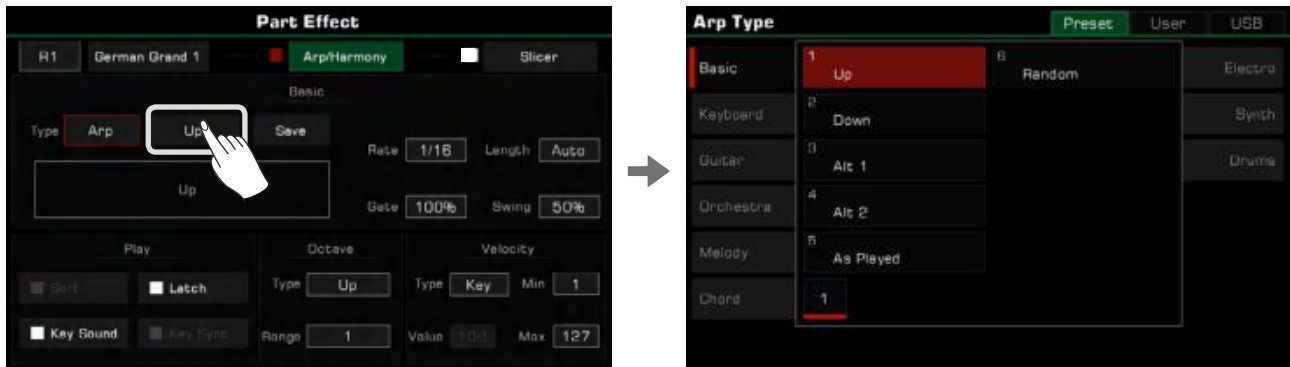 Part Effect
R1 German Grand 1 Arp/Harmony Slicer
Basic
Type Arp Up Save
Rate 1/16 Length Auto
Up
Gate 100% Swing 50%
Play Octave Velocity
Sort Latch Type Up Type Key Min 1
Key Sound Key Sync Range 1 Value 100 Max 127
Arp Type Preset User USB
Basic 1 Up 6 Random Electro
Keyboard 2 Down Synth
Guitar 3 Alt 1 Drums
Orchestra 4 Alt 2
Melody 5 As Played
Chord 1